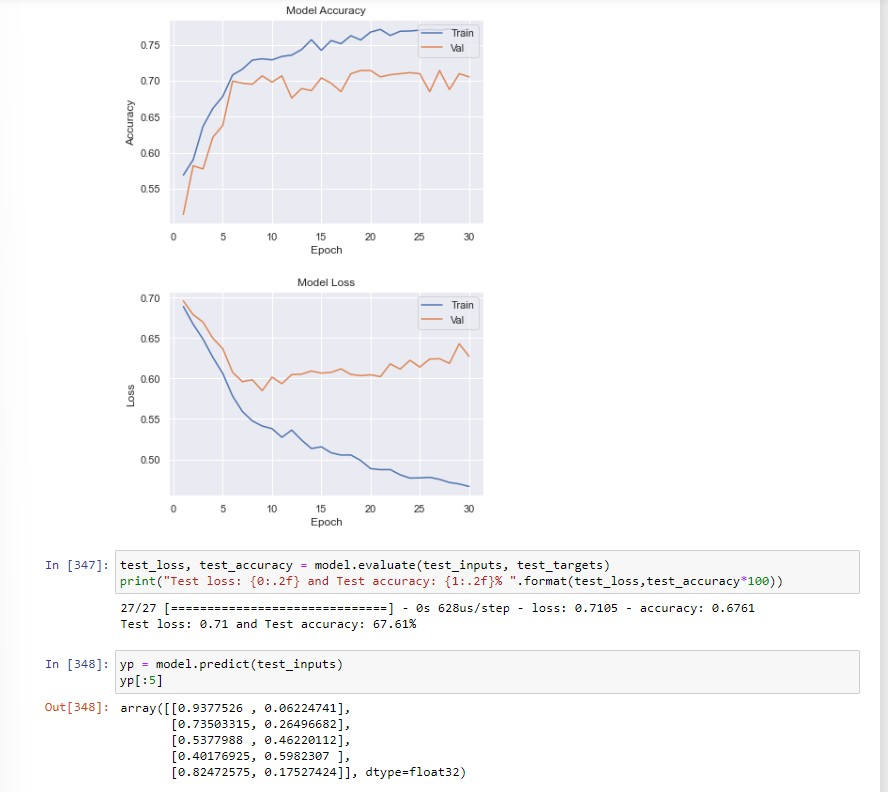 Model Accuracy
Train
Val
0.75
0.70
0.65
0.60
0.55
Accuracy
0 5 10 15 20 25 30
Epoch
Model Loss
Train
Val
0.70
0.65
0.60
0.55
0.50
Loss
0 5 10 15 20 25 30
Epoch
In [347]: test_loss, test_accuracy = model.evaluate(test_inputs, test_targets)
print("Test loss: {0:.2f} and Test accuracy: {1:.2f}% ".format(test_loss,test_accuracy*100))
27/27 [==============================] - 0s 628us/step - loss: 0.7105 - accuracy: 0.6761
Test loss: 0.71 and Test accuracy: 67.61%
In [348]: yp = model.predict(test_inputs)
yp[:5]
Out[348]: array([[0.9377526 , 0.06224741],
[0.73503315, 0.26496682],
[0.5377988 , 0.46220112],
[0.40176925, 0.5982307 ],
[0.82472575, 0.17527424]], dtype=float32)